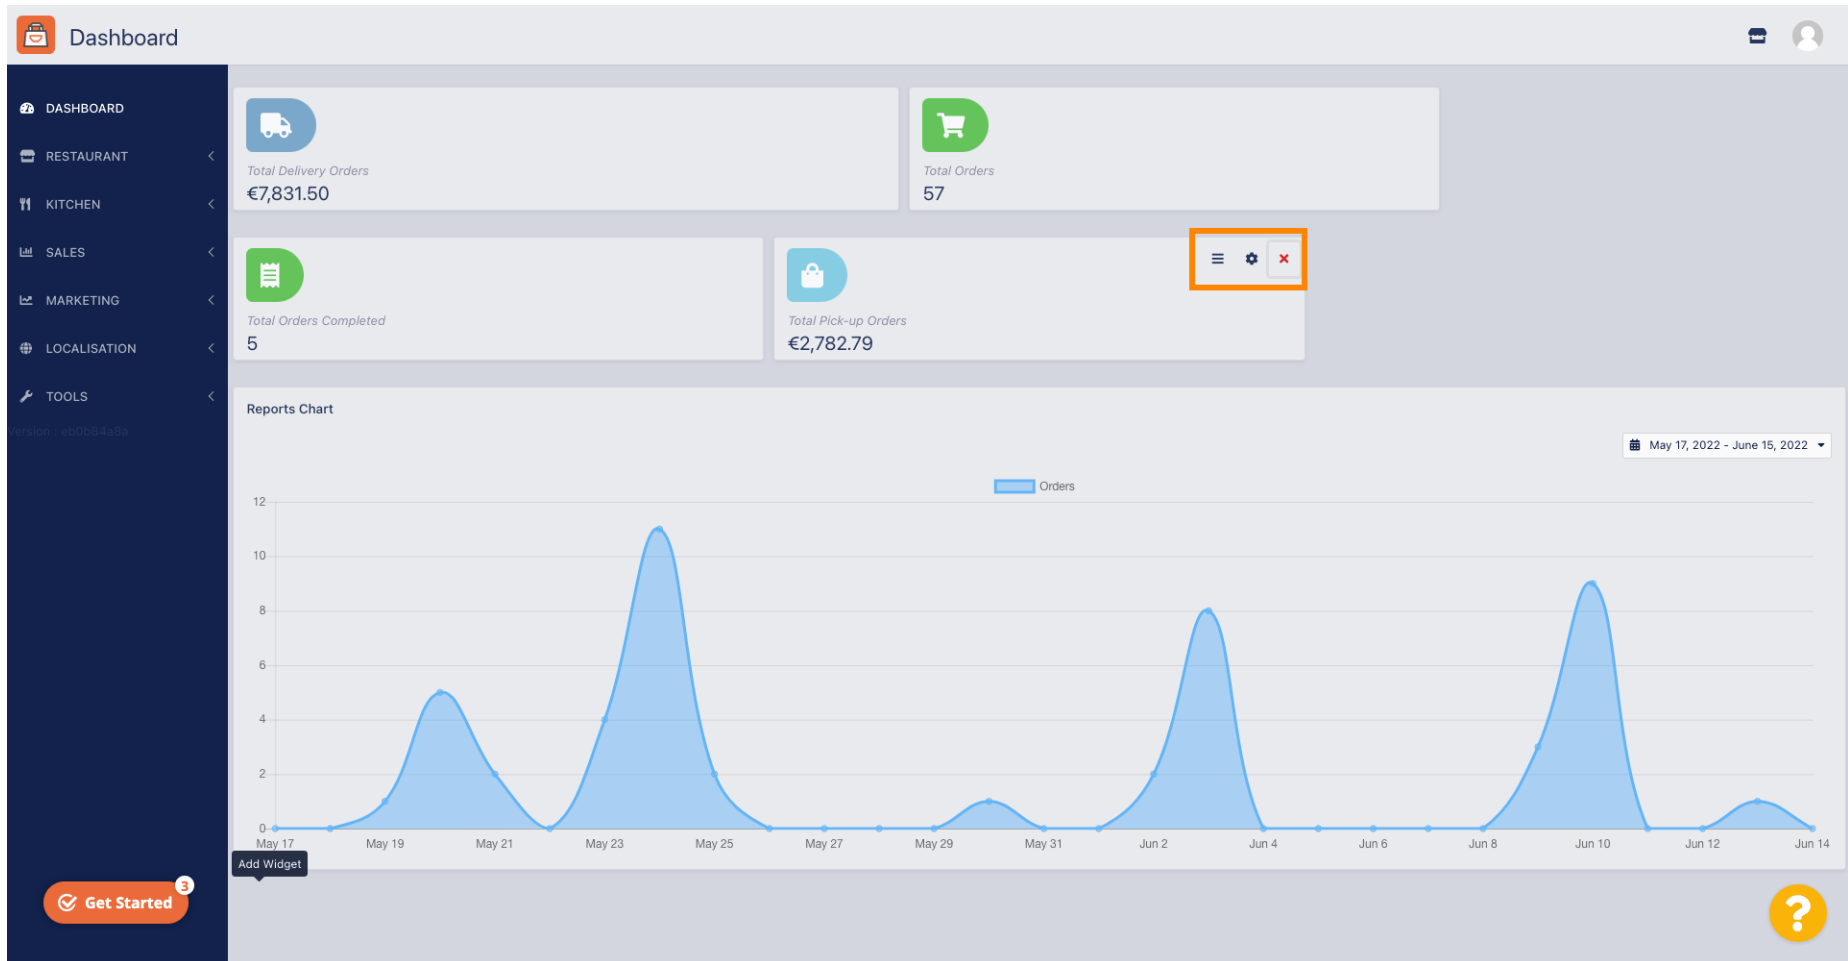 Dashboard
DASHBOARD
RESTAURANT
KITCHEN
SALES
MARKETING
LOCALISATION
TOOLS
Version : eb0b84a8a
Total Delivery Orders
€7,831.50
Total Orders
57
Total Orders Completed
5
Total Pick-up Orders
€2,782.79
Reports Chart
May 17, 2022 - June 15, 2022
Orders
12
10
8
6
4
2
0
May 17 May 19 May 21 May 23 May 25 May 27 May 29 May 31 Jun 2 Jun 4 Jun 6 Jun 8 Jun 10 Jun 12 Jun 14
Add Widget
Get Started 3
?